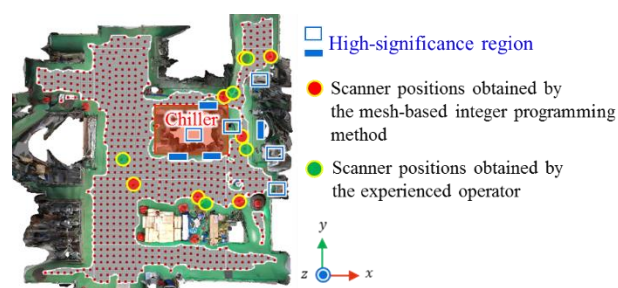 Chiller
High-significance region
Scanner positions obtained by
the mesh-based integer programming
method
Scanner positions obtained by
the experienced operator
y
z
x